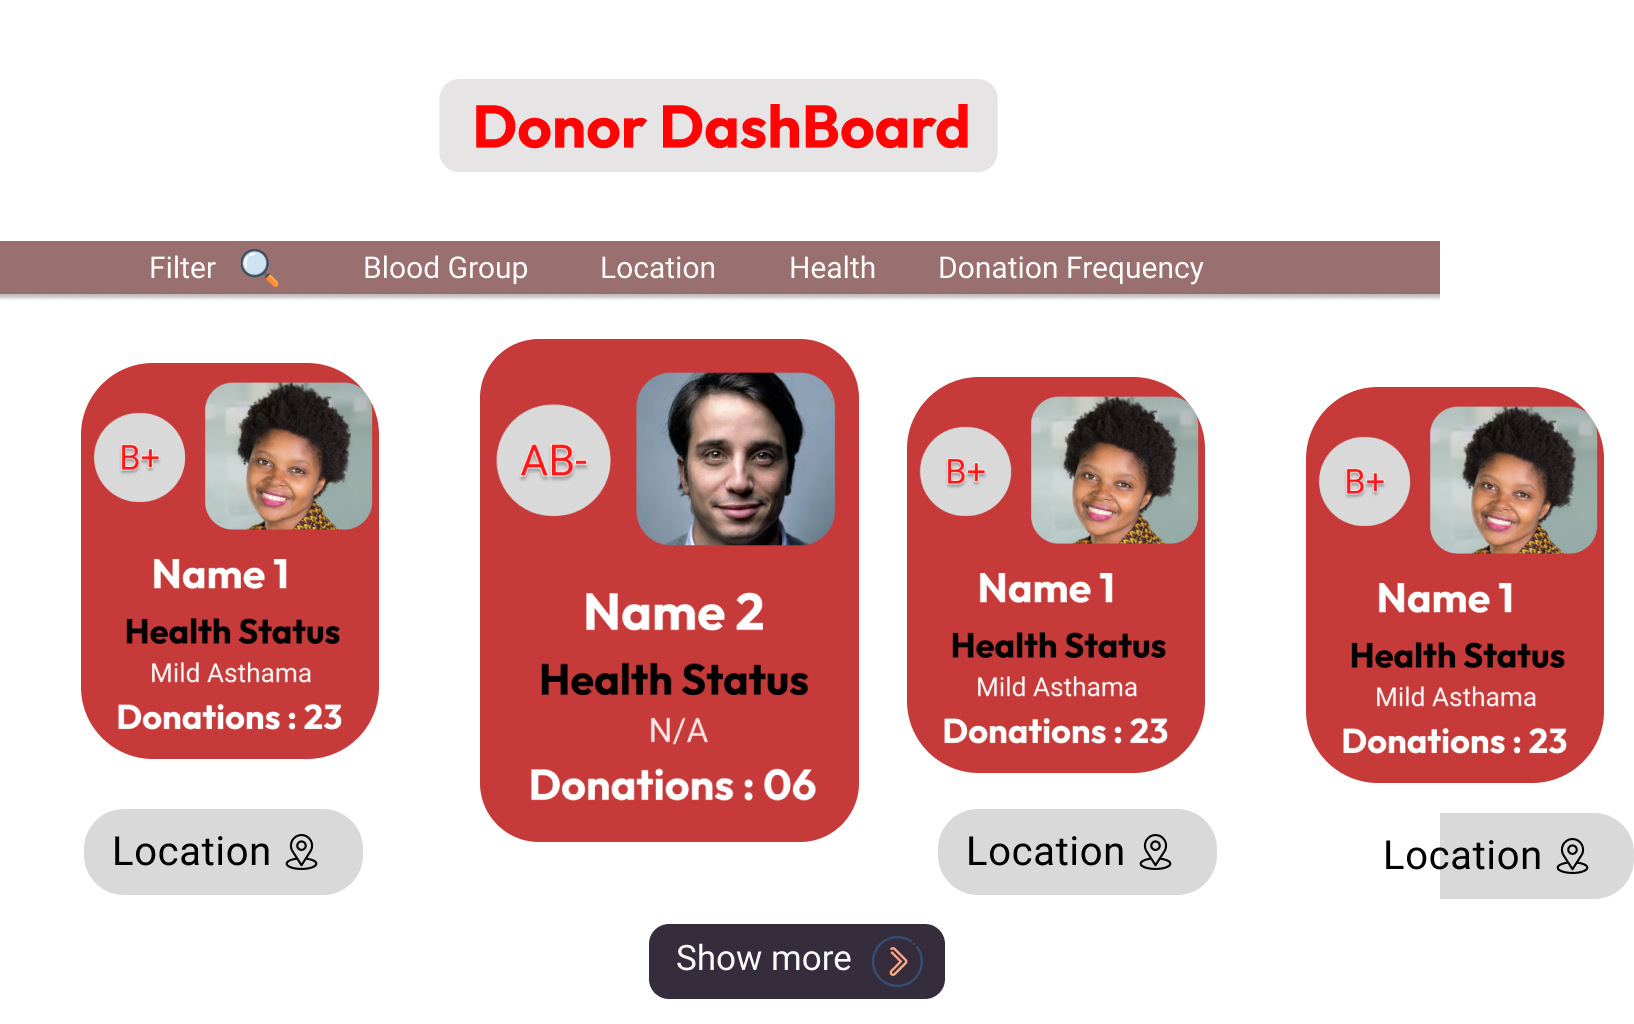 Donor DashBoard
Filter
Blood Group
Location
Health
Donation Frequency
B+
Name 1
Health Status
Mild Asthama
Donations : 23
Location
AB-
Name 2
Health Status
N/A
Donations : 06
B+
Name 1
Health Status
Mild Asthama
Donations : 23
Location
B+
Name 1
Health Status
Mild Asthama
Donations : 23
Location
Show more